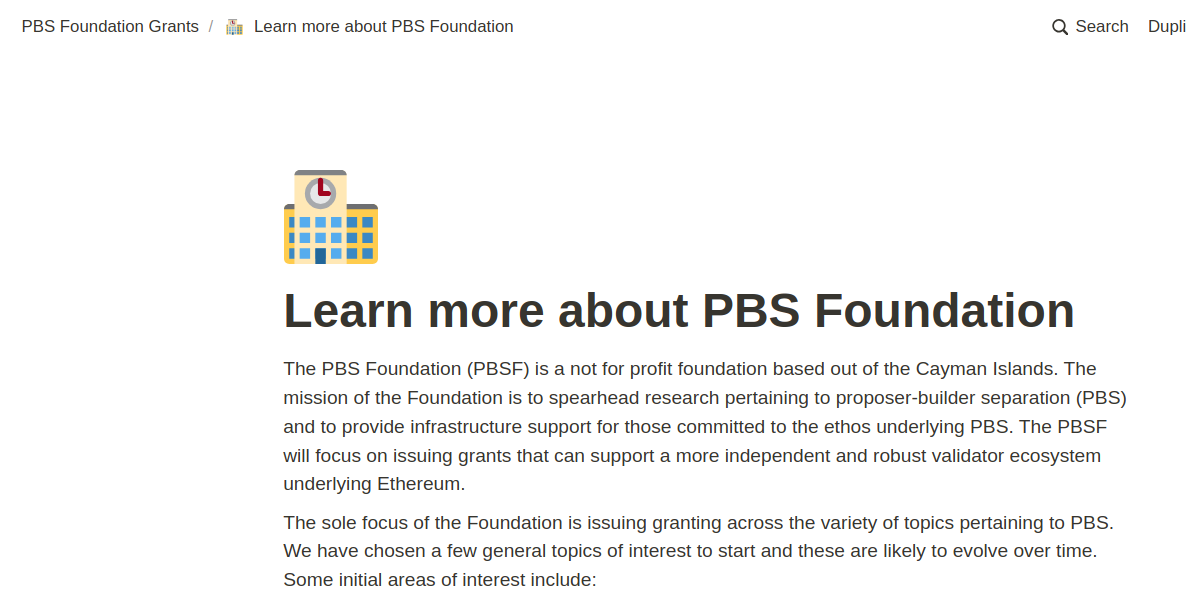 PBS Foundation Grants / Learn more about PBS Foundation
Search
Dupli
Learn more about PBS Foundation
The PBS Foundation (PBSF) is a not for profit foundation based out of the Cayman Islands. The
mission of the Foundation is to spearhead research pertaining to proposer-builder separation (PBS)
and to provide infrastructure support for those committed to the ethos underlying PBS. The PBSF
will focus on issuing grants that can support a more independent and robust validator ecosystem
underlying Ethereum.
The sole focus of the Foundation is issuing granting across the variety of topics pertaining to PBS.
We have chosen a few general topics of interest to start and these are likely to evolve over time.
Some initial areas of interest include: